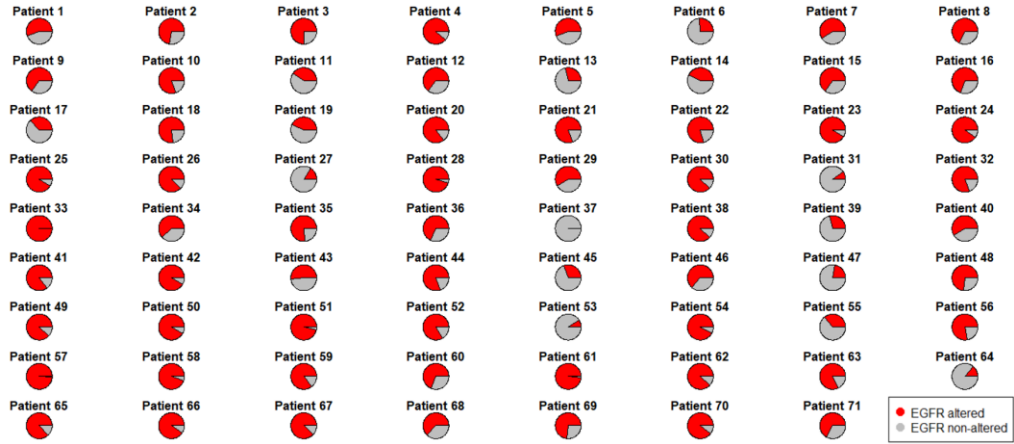 Patient 1 Patient 2 Patient 3 Patient 4 Patient 5 Patient 6 Patient 7 Patient 8
Patient 9 Patient 10 Patient 11 Patient 12 Patient 13 Patient 14 Patient 15 Patient 16
Patient 17 Patient 18 Patient 19 Patient 20 Patient 21 Patient 22 Patient 23 Patient 24
Patient 25 Patient 26 Patient 27 Patient 28 Patient 29 Patient 30 Patient 31 Patient 32
Patient 33 Patient 34 Patient 35 Patient 36 Patient 37 Patient 38 Patient 39 Patient 40
Patient 41 Patient 42 Patient 43 Patient 44 Patient 45 Patient 46 Patient 47 Patient 48
Patient 49 Patient 50 Patient 51 Patient 52 Patient 53 Patient 54 Patient 55 Patient 56
Patient 57 Patient 58 Patient 59 Patient 60 Patient 61 Patient 62 Patient 63 Patient 64
Patient 65 Patient 66 Patient 67 Patient 68 Patient 69 Patient 70 Patient 71
EGFR altered
EGFR non-altered